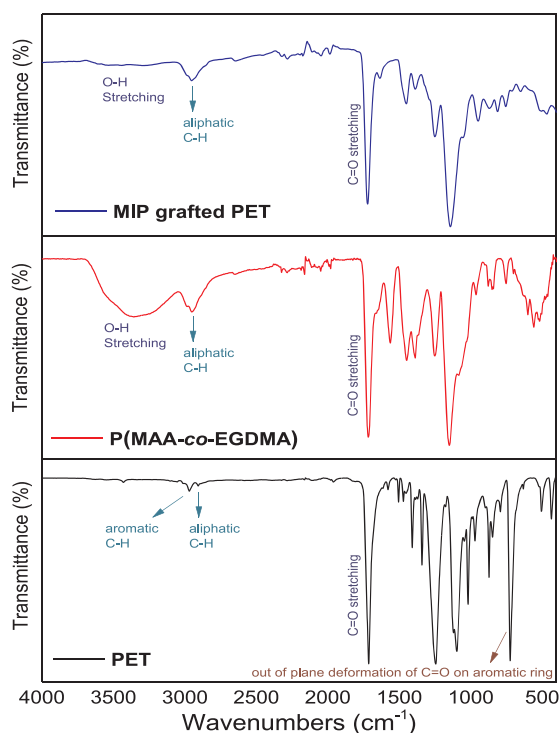 Transmittance (%)
O-H
Stretching
aliphatic
C-H
C=O stretching
MIP grafted PET
Transmittance (%)
O-H
Stretching
aliphatic
C-H
C=O stretching
P(MAA-co-EGDMA)
Transmittance (%)
aromatic
C-H
aliphatic
C-H
C=O stretching
out of plane deformation of C=O on aromatic ring
PET
4000 3500 3000 2500 2000 1500 1000 500
Wavenumbers (cm⁻¹)